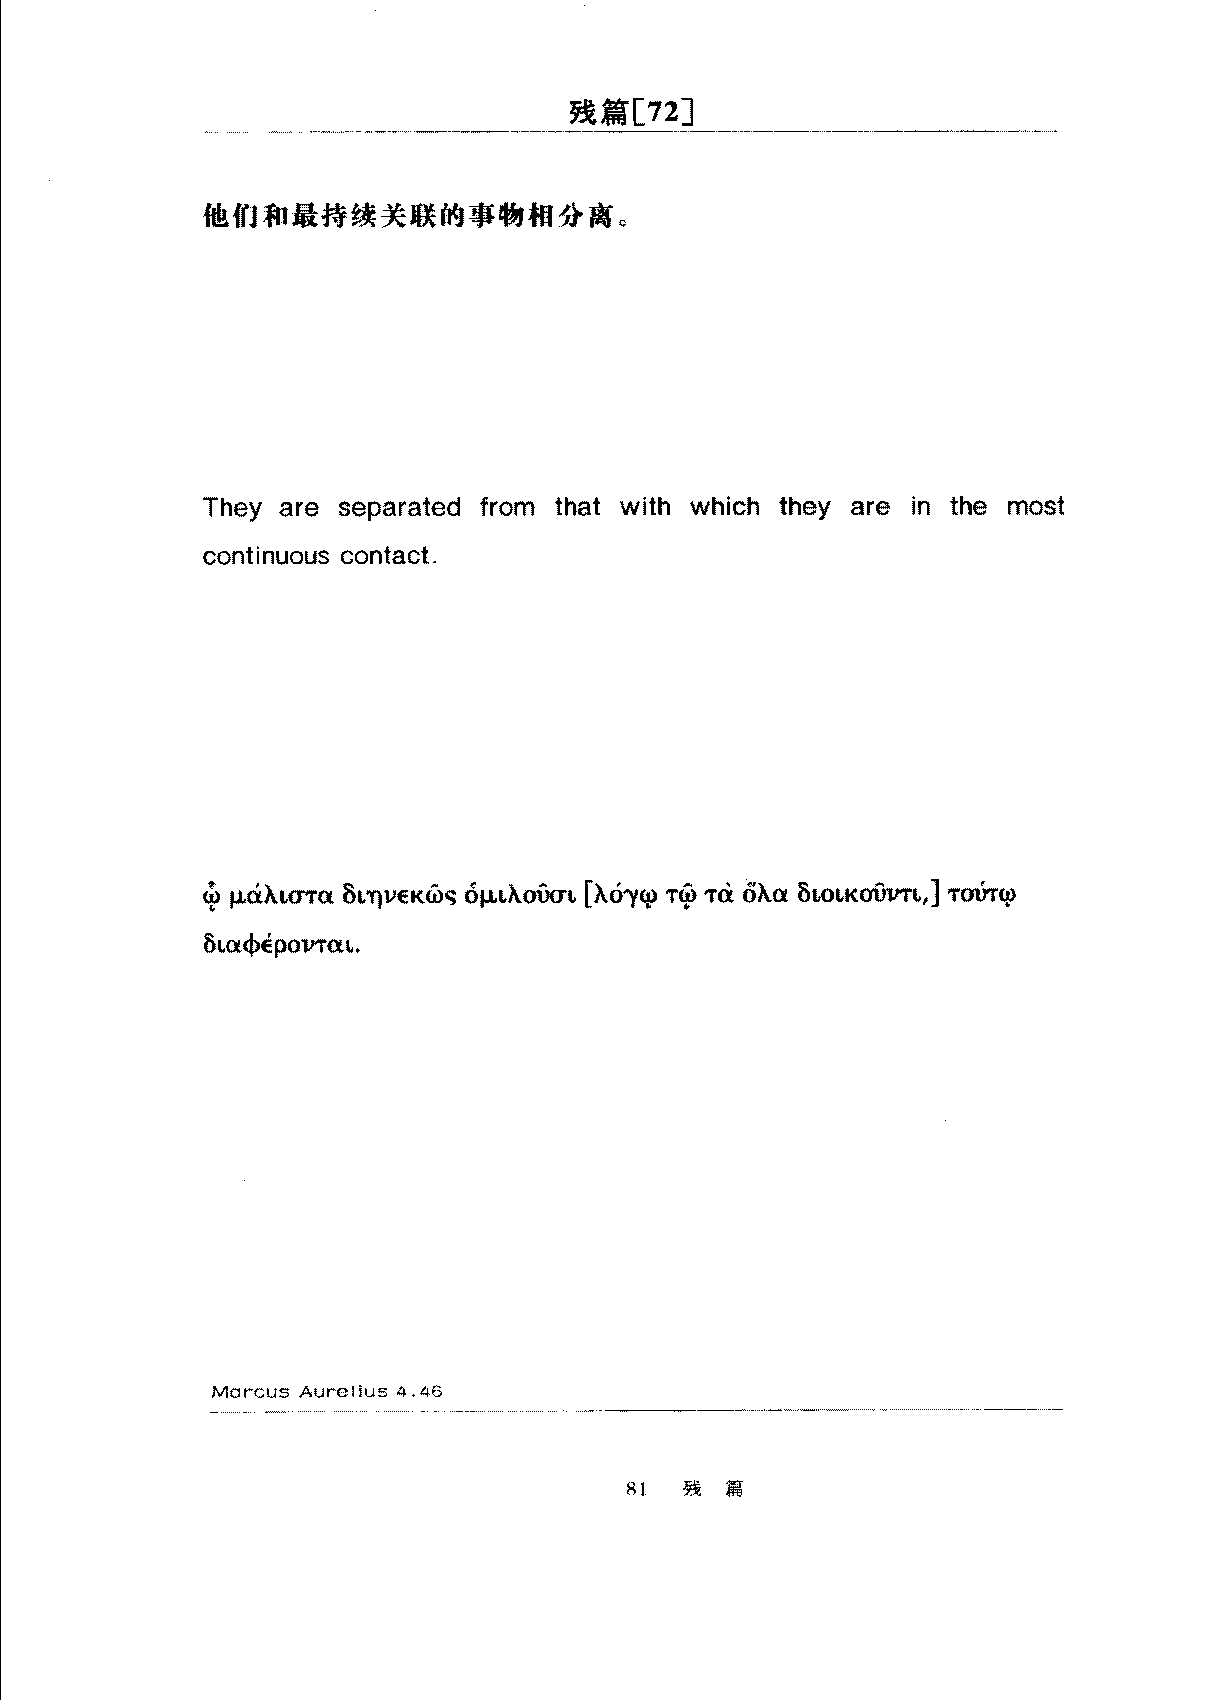 残篇[72]
他们和最持续关联的事物相分离。
They are separated from that with which they are in the most
continuous contact.
ᾧ μάλιστα διηνεκῶς ὁμιλοῦσι [λόγῳ τῷ τὰ ὅλα διοικοῦντι,] τούτῳ
διαφέρονται.
Marcus Aurelius 4.46
81 残 篇